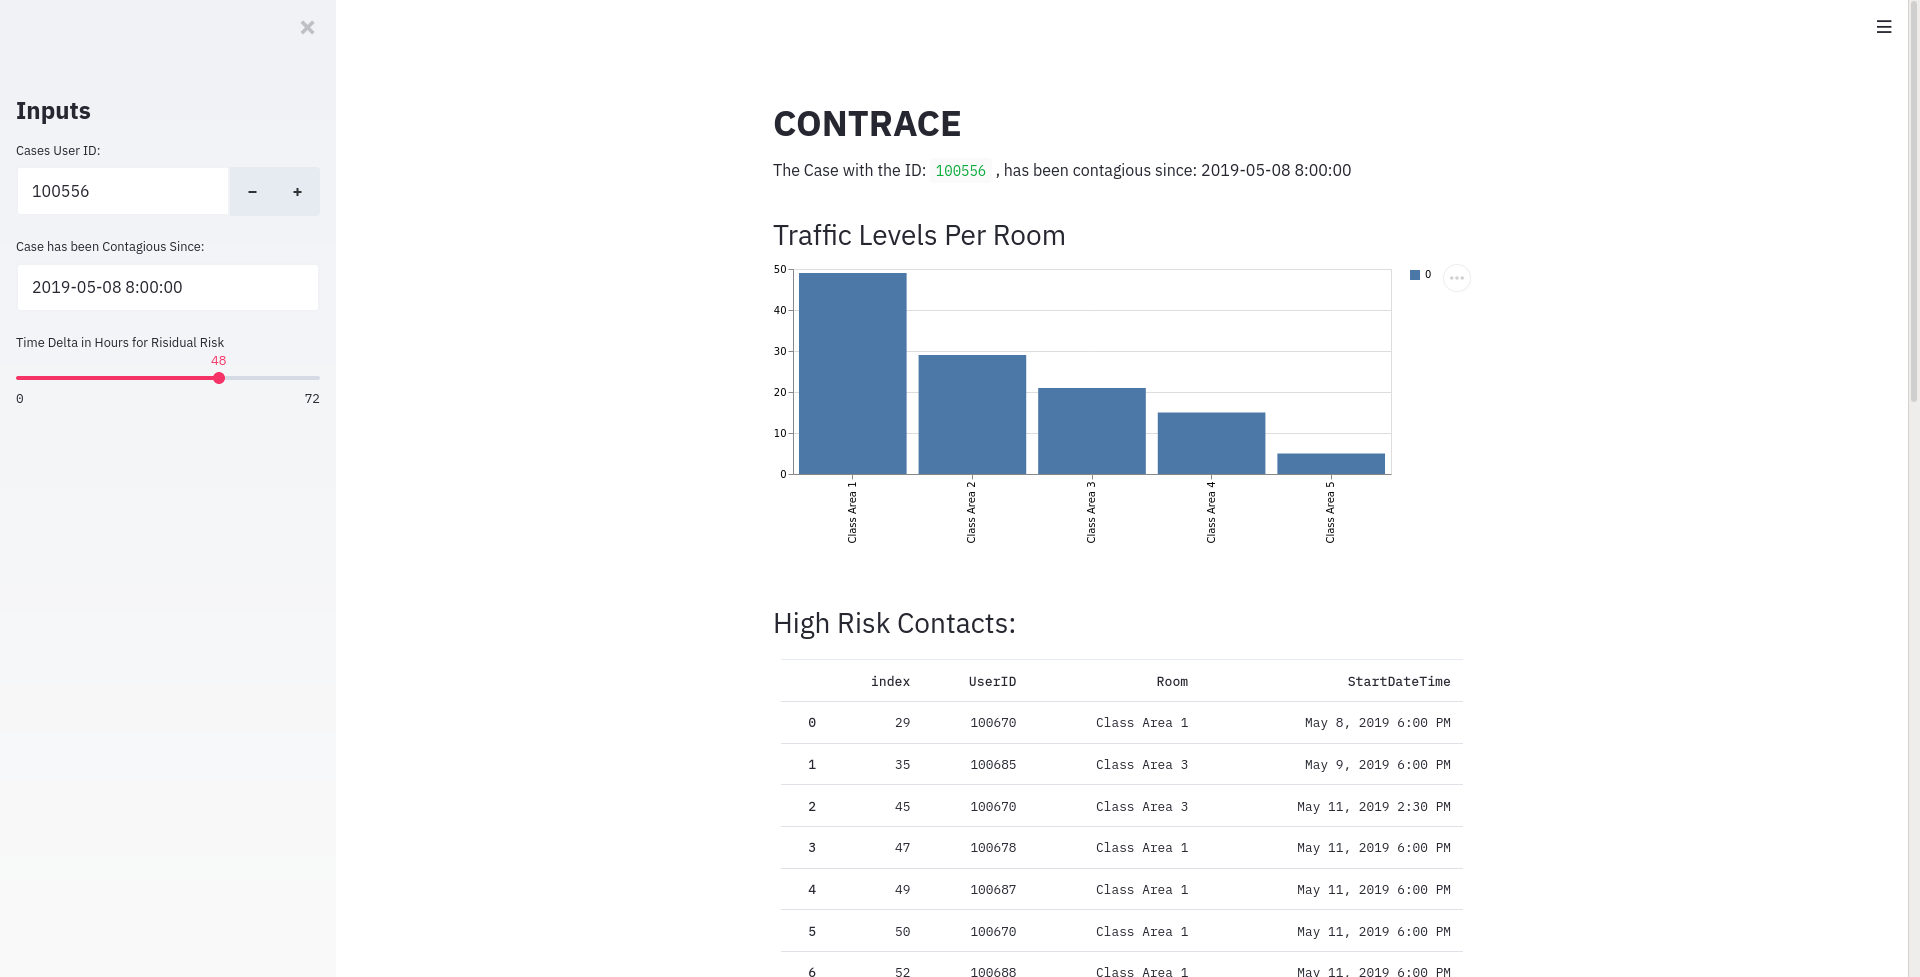 Inputs
Cases User ID:
100556
Case has been Contagious Since:
2019-05-08 8:00:00
Time Delta in Hours for Risidual Risk
48
0 72
CONTRACE
The Case with the ID: 100556 , has been contagious since: 2019-05-08 8:00:00
Traffic Levels Per Room
50
40
30
20
10
0
Class Area 1
Class Area 2
Class Area 3
Class Area 4
Class Area 5
0
High Risk Contacts:
index UserID Room StartDateTime
0 29 100670 Class Area 1 May 8, 2019 6:00 PM
1 35 100685 Class Area 3 May 9, 2019 6:00 PM
2 45 100670 Class Area 3 May 11, 2019 2:30 PM
3 47 100678 Class Area 1 May 11, 2019 6:00 PM
4 49 100687 Class Area 1 May 11, 2019 6:00 PM
5 50 100670 Class Area 1 May 11, 2019 6:00 PM
6 52 100688 Class Area 1 May 11, 2019 6:00 PM